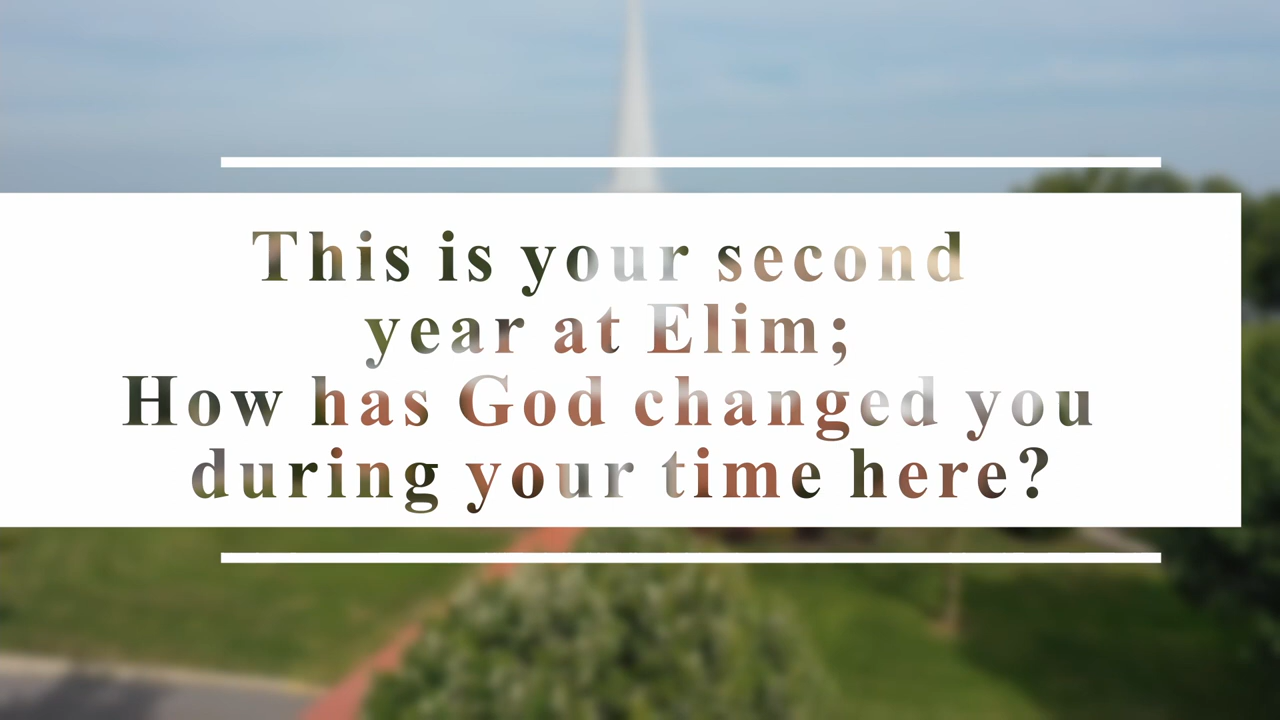 This is your second
year at Elim;
How has God changed you
during your time here?